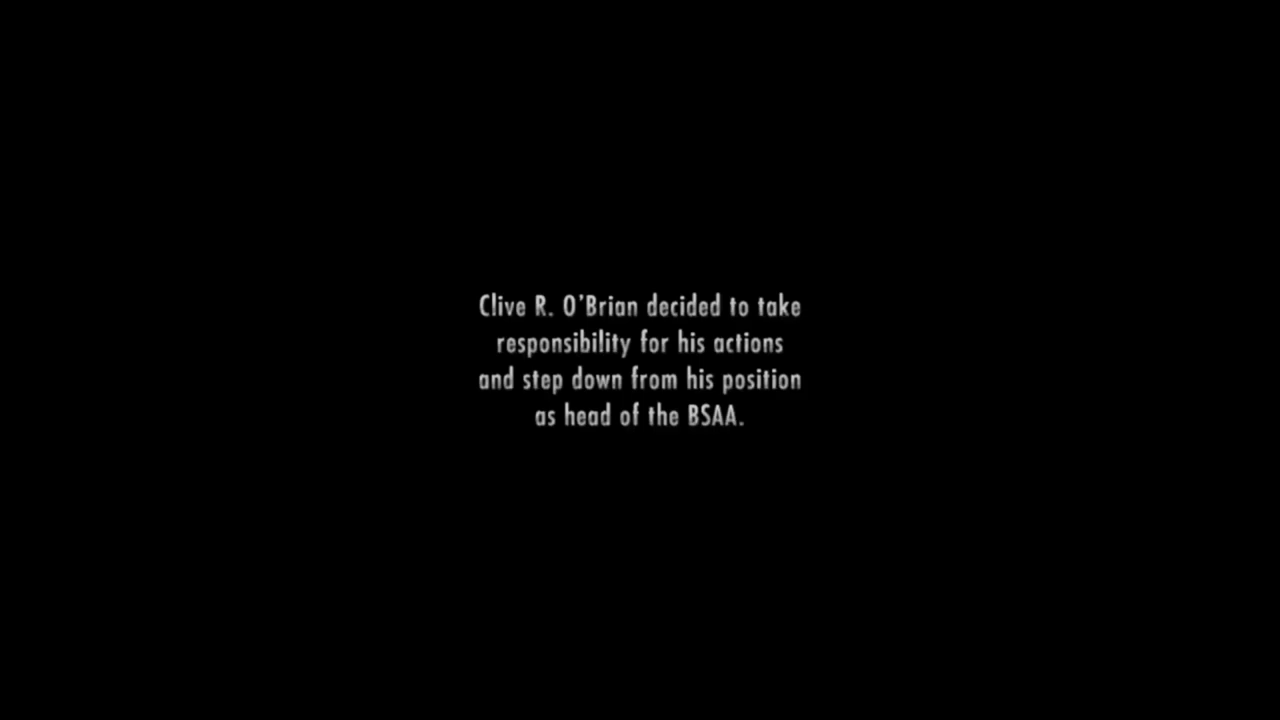 Clive R. O'Brian decided to take
responsibility for his actions
and step down from his position
as head of the BSAA.